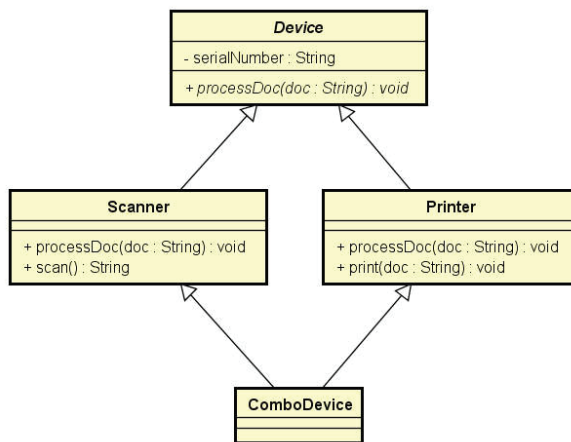 Device
- serialNumber : String
+ processDoc(doc : String) : void
Scanner
+ processDoc(doc : String) : void
+ scan() : String
Printer
+ processDoc(doc : String) : void
+ print(doc : String) : void
ComboDevice